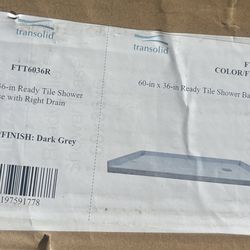 transolid
FTT6036R
-in Ready Tile Shower
se with Right Drain
FINISH: Dark Grey
197591778
transolid
F
COLOR/F
60-in x 36-in Ready Tile Shower Ba